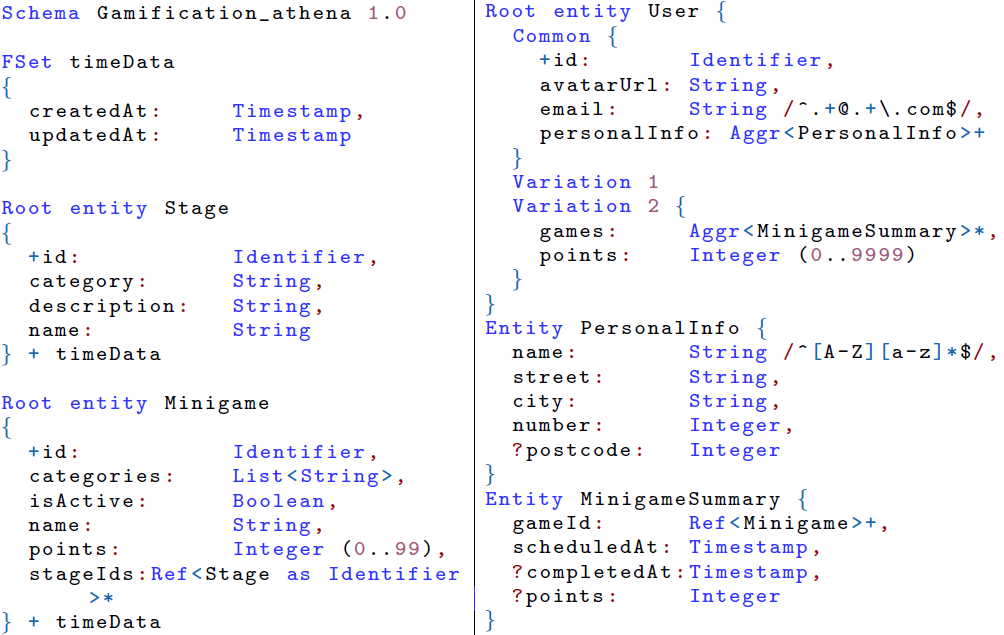 Schema Gamification_athena 1.0
FSet timeData
{
createdAt: Timestamp,
updatedAt: Timestamp
}
Root entity Stage
{
+id: Identifier,
category: String,
description: String,
name: String
} + timeData
Root entity Minigame
{
+id: Identifier,
categories: List<String>,
isActive: Boolean,
name: String,
points: Integer (0..99),
stageIds:Ref<Stage as Identifier
>*
} + timeData
Root entity User {
Common {
+id: Identifier,
avatarUrl: String,
email: String /^.+@.+\.com$/,
personalInfo: Aggr<PersonalInfo>+
}
Variation 1
Variation 2 {
games: Aggr<MinigameSummary>*,
points: Integer (0..9999)
}
}
Entity PersonalInfo {
name: String /^[A-Z][a-z]*$/,
street: String,
city: String,
number: Integer,
?postcode: Integer
}
Entity MinigameSummary {
gameId: Ref<Minigame>+,
scheduledAt: Timestamp,
?completedAt:Timestamp,
?points: Integer
}